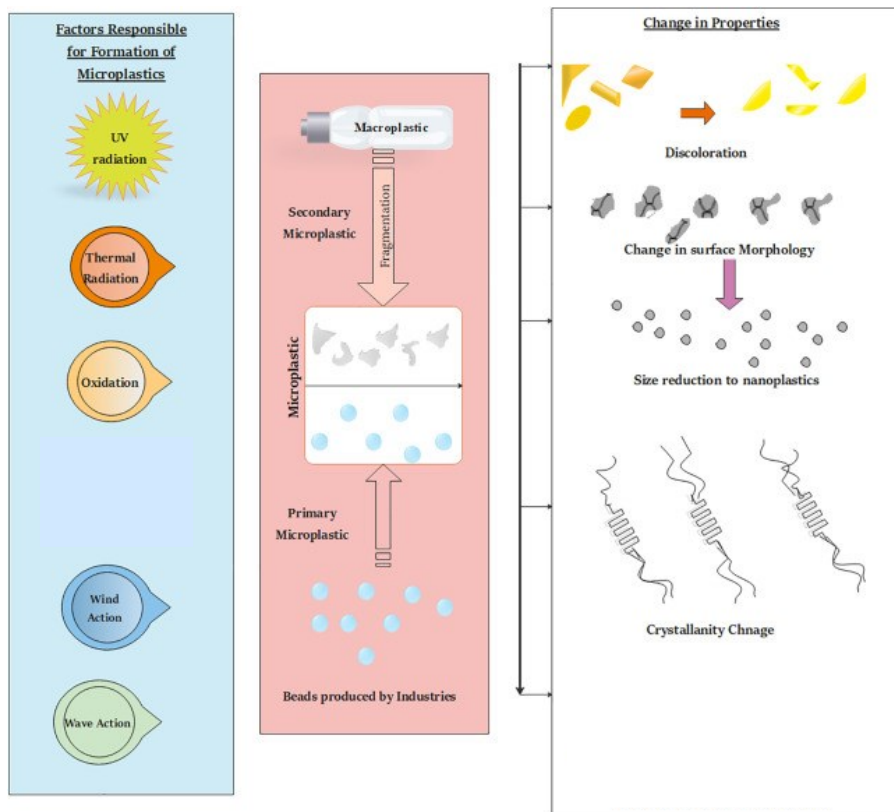 Factors Responsible
for Formation of
Microplastics
UV
radiation
Thermal
Radiation
Oxidation
Wind
Action
Wave Action
Macroplastic
Secondary
Microplastic
Fragmentation
Microplastic
Primary
Microplastic
Beads produced by Industries
Change in Properties
Discoloration
Change in surface Morphology
Size reduction to nanoplastics
Crystallanity Chnage